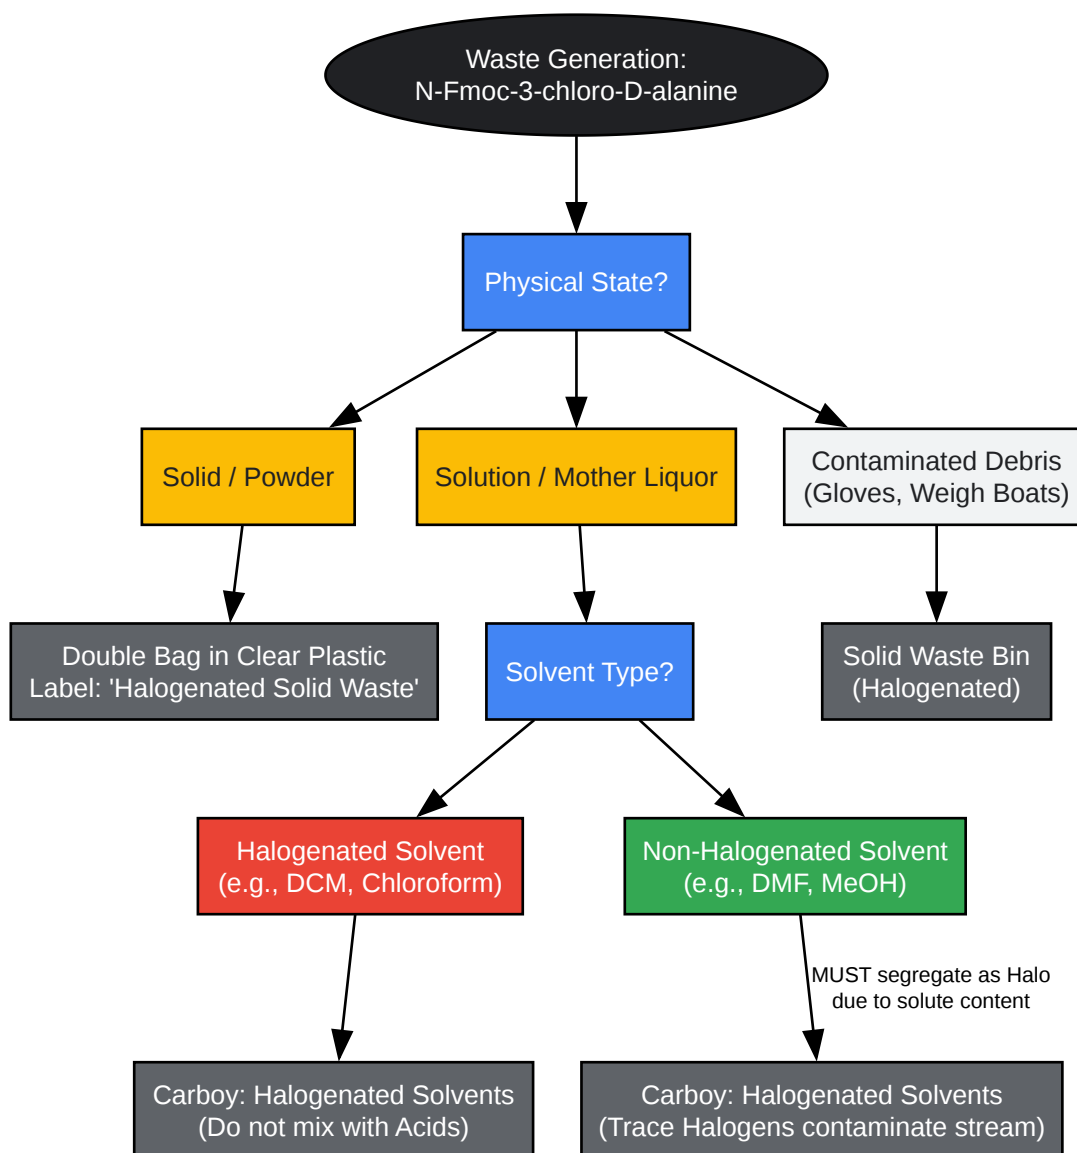 Waste Generation:
N-Fmoc-3-chloro-D-alanine
Physical State?
Solid / Powder
Solution / Mother Liquor
Contaminated Debris
(Gloves, Weigh Boats)
Double Bag in Clear Plastic
Label: 'Halogenated Solid Waste'
Solvent Type?
Solid Waste Bin
(Halogenated)
Halogenated Solvent
(e.g., DCM, Chloroform)
Non-Halogenated Solvent
(e.g., DMF, MeOH)
MUST segregate as Halo
due to solute content
Carboy: Halogenated Solvents
(Do not mix with Acids)
Carboy: Halogenated Solvents
(Trace Halogens contaminate stream)